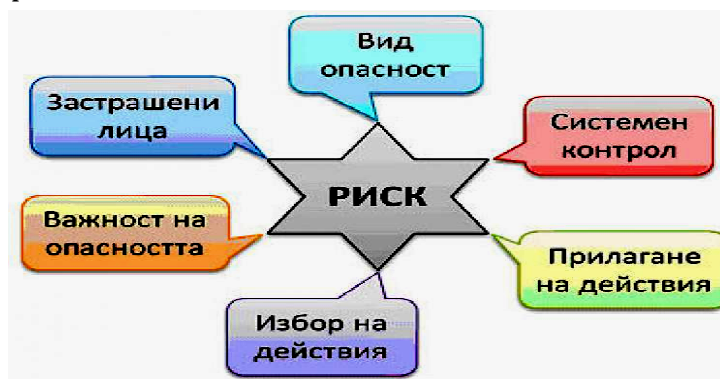 Вид
опасност
Застрашени
лица
Системен
контрол
РИСК
Важност на
опасността
Прилагане
на действия
Избор на
действия